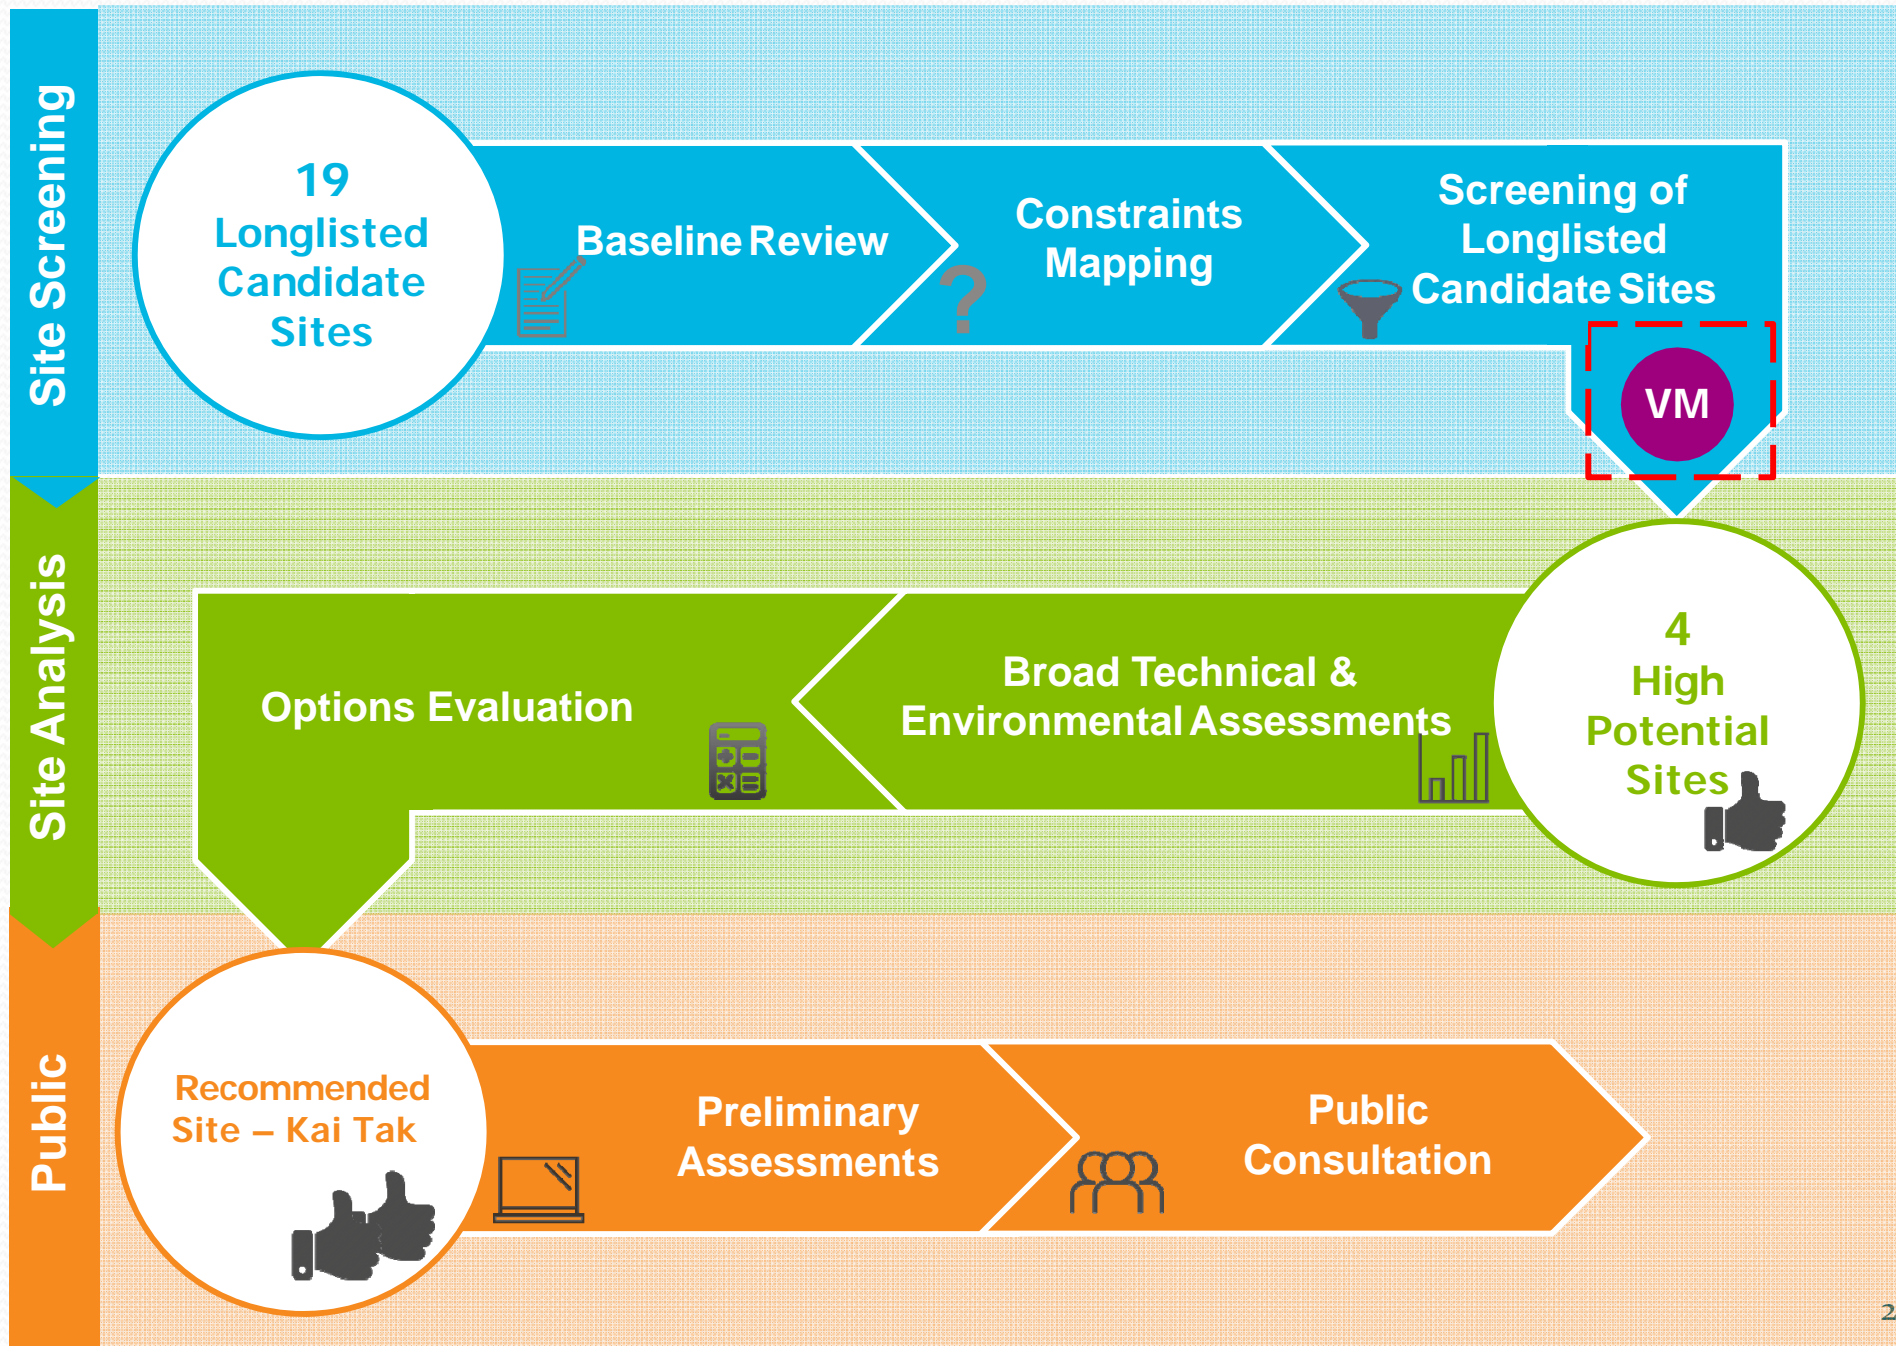 Site Screening
19
Longlisted
Candidate
Sites
Baseline Review
?
Constraints
Mapping
Screening of
Longlisted
Candidate Sites
VM
Site Analysis
4
High
Potential
Sites
Broad Technical &
Environmental Assessments
Options Evaluation
Public
Recommended
Site – Kai Tak
Preliminary
Assessments
Public
Consultation
2